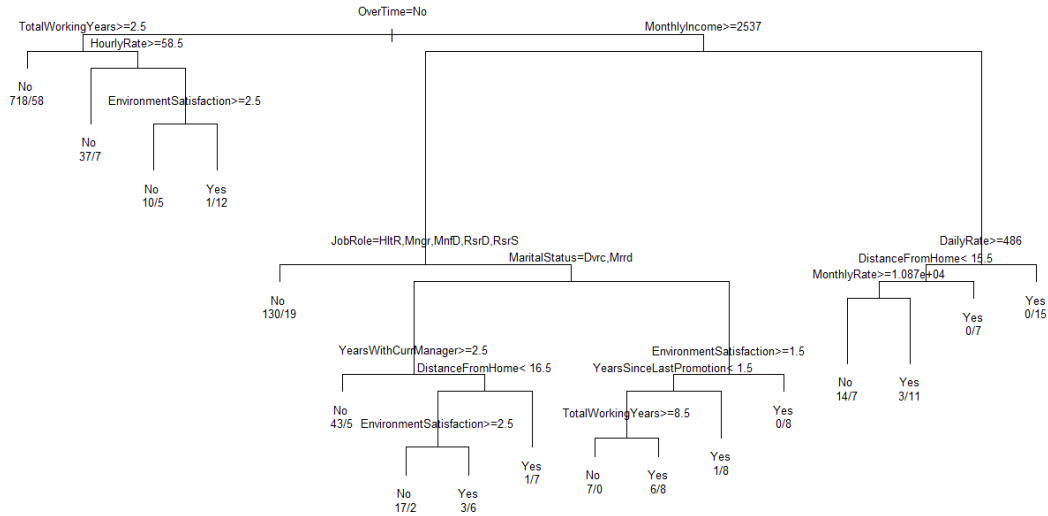 OverTime=No
TotalWorkingYears>=2.5
MonthlyIncome>=2537
HourlyRate>=58.5
No
718/58
EnvironmentSatisfaction>=2.5
No
37/7
No
10/5
Yes
1/12
JobRole=HltR,Mngr,MnfD,RsrD,RsrS
DailyRate>=486
MaritalStatus=Dvrc,Mrrd
DistanceFromHome< 15.5
MonthlyRate>=1.087e+04
No
130/19
Yes
0/7
Yes
0/15
YearsWithCurrManager>=2.5
EnvironmentSatisfaction>=1.5
DistanceFromHome< 16.5
YearsSinceLastPromotion< 1.5
No
14/7
Yes
3/11
No
43/5
EnvironmentSatisfaction>=2.5
TotalWorkingYears>=8.5
Yes
0/8
Yes
1/7
Yes
1/8
No
17/2
Yes
3/6
No
7/0
Yes
6/8